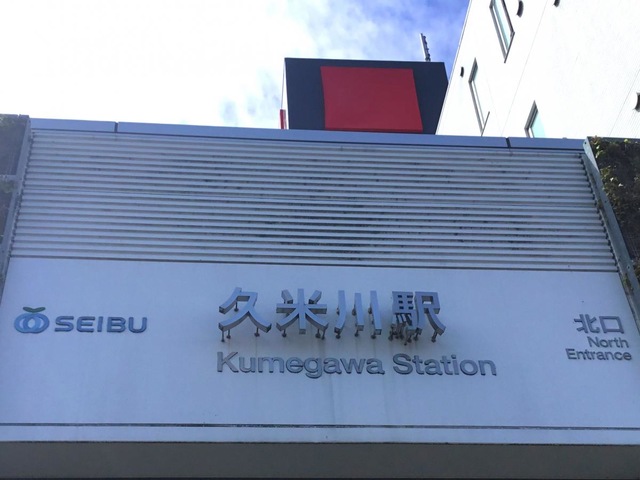 SEIBU
久米川駅
Kumegawa Station
北口
North
Entrance